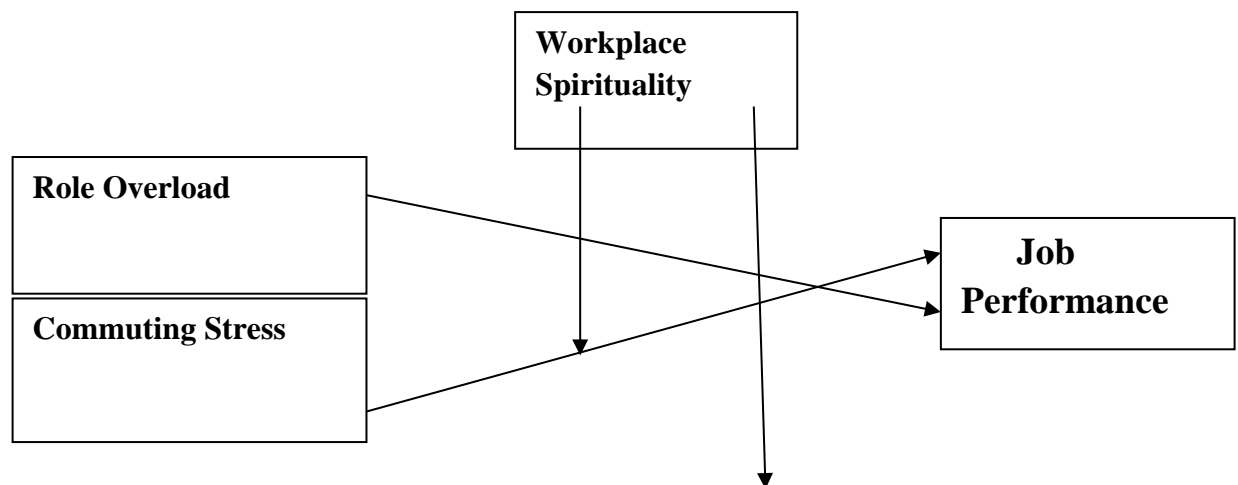 Workplace
Spirituality
Role Overload
Commuting Stress
Job
Performance